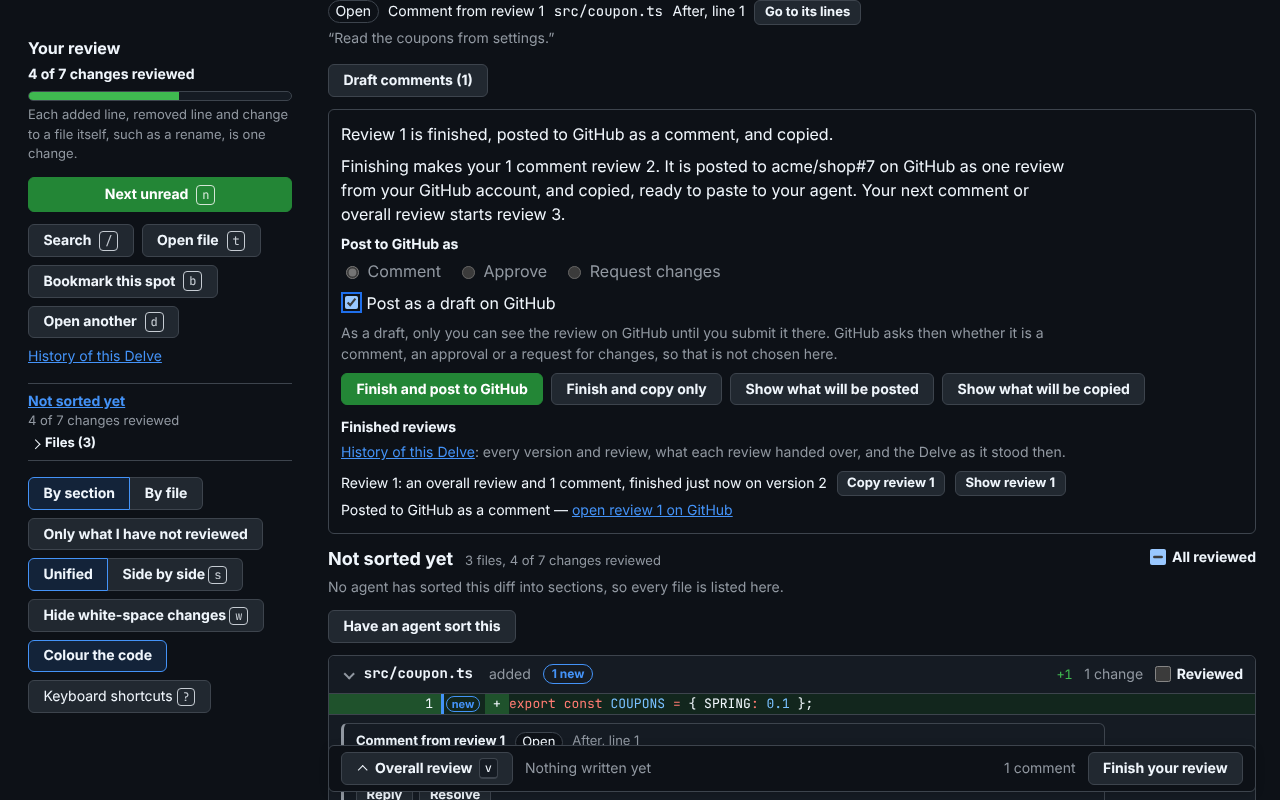 Open Comment from review 1 src/coupon.ts After, line 1 Go to its lines
“Read the coupons from settings.”
Draft comments (1)
Your review
4 of 7 changes reviewed
Each added line, removed line and change
to a file itself, such as a rename, is one
change.
Next unread n
Search / Open file t
Bookmark this spot b
Open another d
History of this Delve
Not sorted yet
4 of 7 changes reviewed
Files (3)
By section By file
Only what I have not reviewed
Unified Side by side s
Hide white-space changes w
Colour the code
Keyboard shortcuts ?
Review 1 is finished, posted to GitHub as a comment, and copied.
Finishing makes your 1 comment review 2. It is posted to acme/shop#7 on GitHub as one review
from your GitHub account, and copied, ready to paste to your agent. Your next comment or
overall review starts review 3.
Post to GitHub as
Comment Approve Request changes
Post as a draft on GitHub
As a draft, only you can see the review on GitHub until you submit it there. GitHub asks then whether it is a
comment, an approval or a request for changes, so that is not chosen here.
Finish and post to GitHub Finish and copy only Show what will be posted Show what will be copied
Finished reviews
History of this Delve: every version and review, what each review handed over, and the Delve as it stood then.
Review 1: an overall review and 1 comment, finished just now on version 2 Copy review 1 Show review 1
Posted to GitHub as a comment — open review 1 on GitHub
Not sorted yet 3 files, 4 of 7 changes reviewed All reviewed
No agent has sorted this diff into sections, so every file is listed here.
Have an agent sort this
src/coupon.ts added 1 new +1 1 change Reviewed
1 new + export const COUPONS = { SPRING: 0.1 };
Comment from review 1 Open After, line 1
Overall review v Nothing written yet 1 comment Finish your review
Reply Resolve